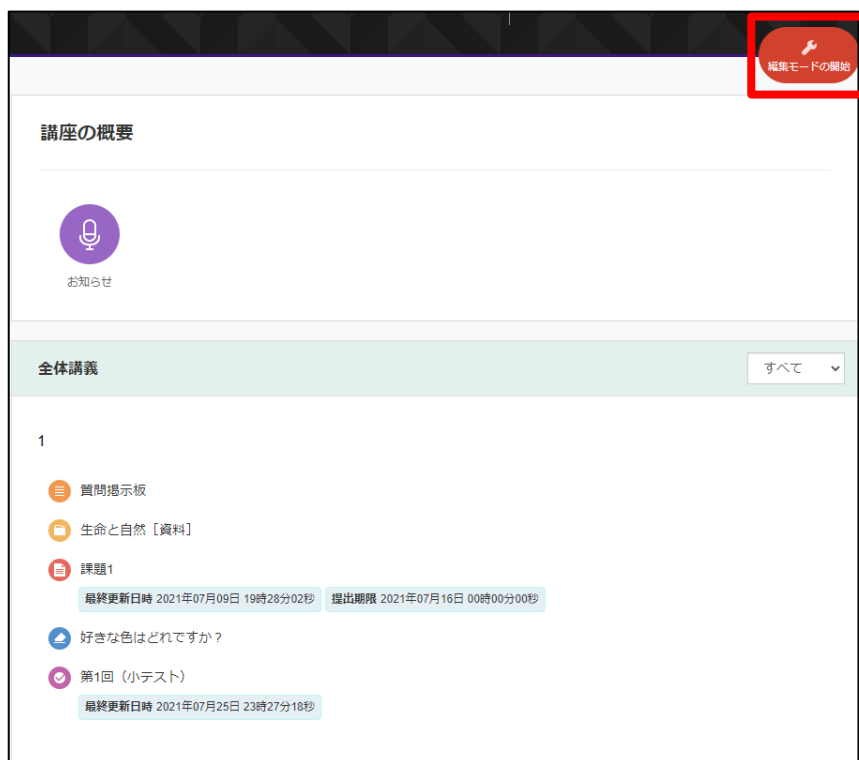 編集モードの開始
講座の概要
お知らせ
全体講義
すべて
1
質問掲示板
生命と自然［資料］
課題1
最終更新日時 2021年07月09日 19時28分02秒 提出期限 2021年07月16日 00時00分00秒
好きな色はどれですか？
第1回（小テスト）
最終更新日時 2021年07月25日 23時27分18秒